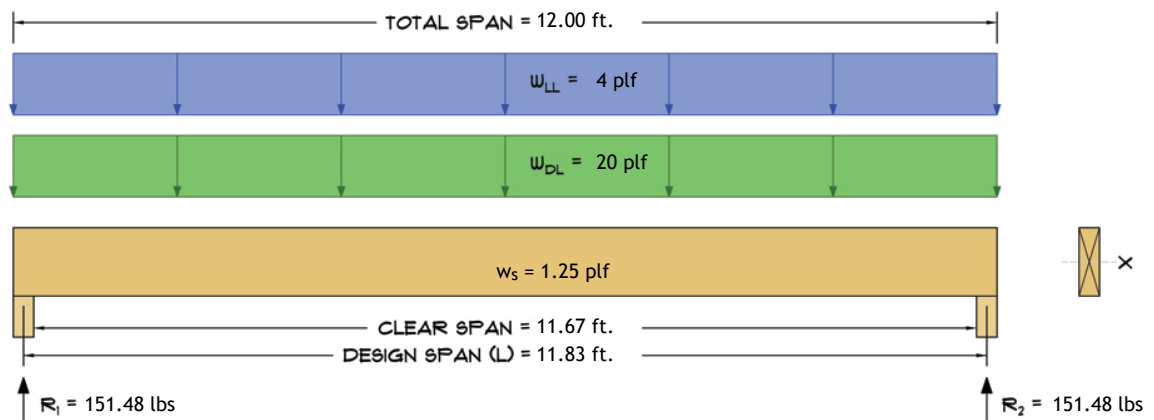 TOTAL SPAN = 12.00 ft.
WLL = 4 plf
WDL = 20 plf
ws = 1.25 plf
X
CLEAR SPAN = 11.67 ft.
DESIGN SPAN (L) = 11.83 ft.
R1 = 151.48 lbs
R2 = 151.48 lbs